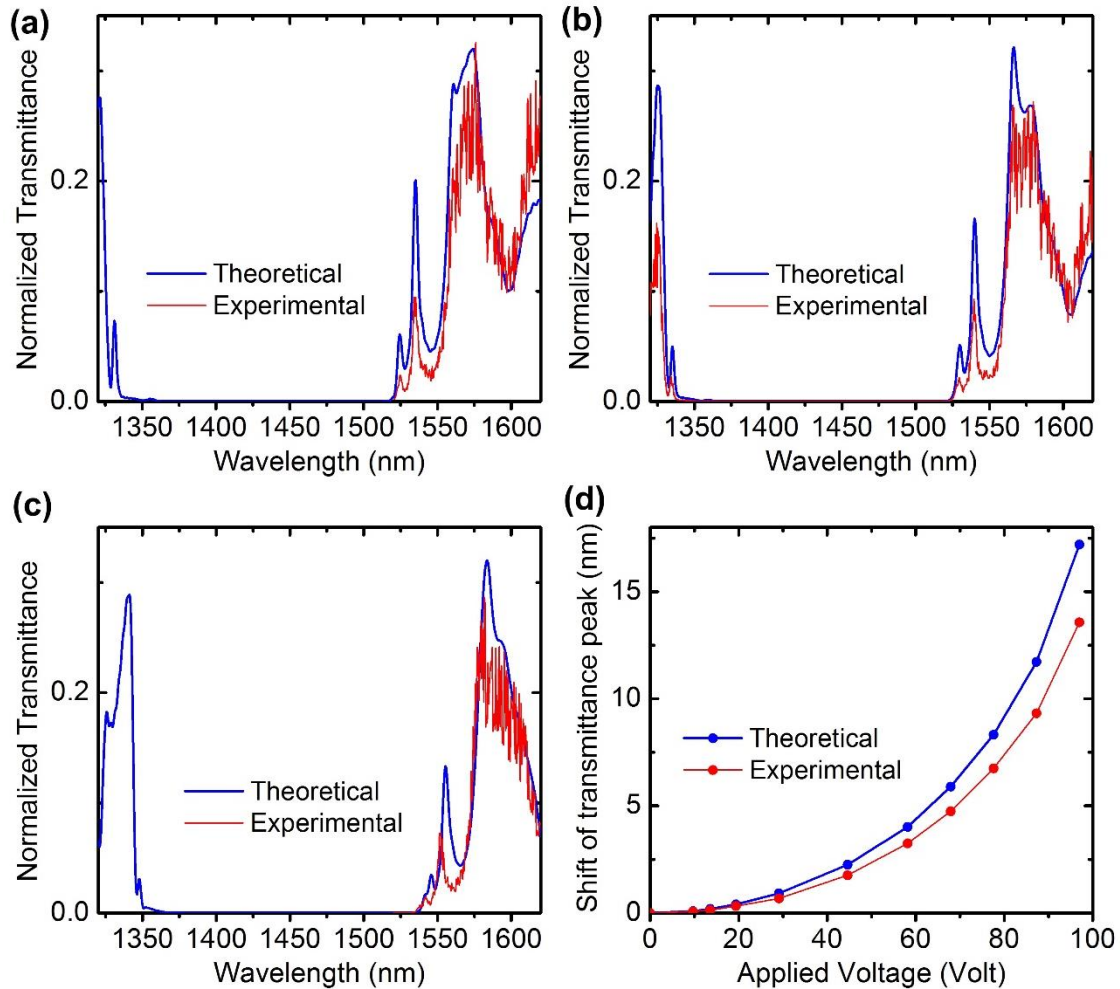 (a)
Normalized Transmittance
0.2
0.0
Theoretical
Experimental
1350 1400 1450 1500 1550 1600
Wavelength (nm)
(b)
Normalized Transmittance
0.2
0.0
Theoretical
Experimental
1350 1400 1450 1500 1550 1600
Wavelength (nm)
(c)
Normalized Transmittance
0.2
0.0
Theoretical
Experimental
1350 1400 1450 1500 1550 1600
Wavelength (nm)
(d)
Shift of transmittance peak (nm)
15
10
5
0
Theoretical
Experimental
0 20 40 60 80 100
Applied Voltage (Volt)